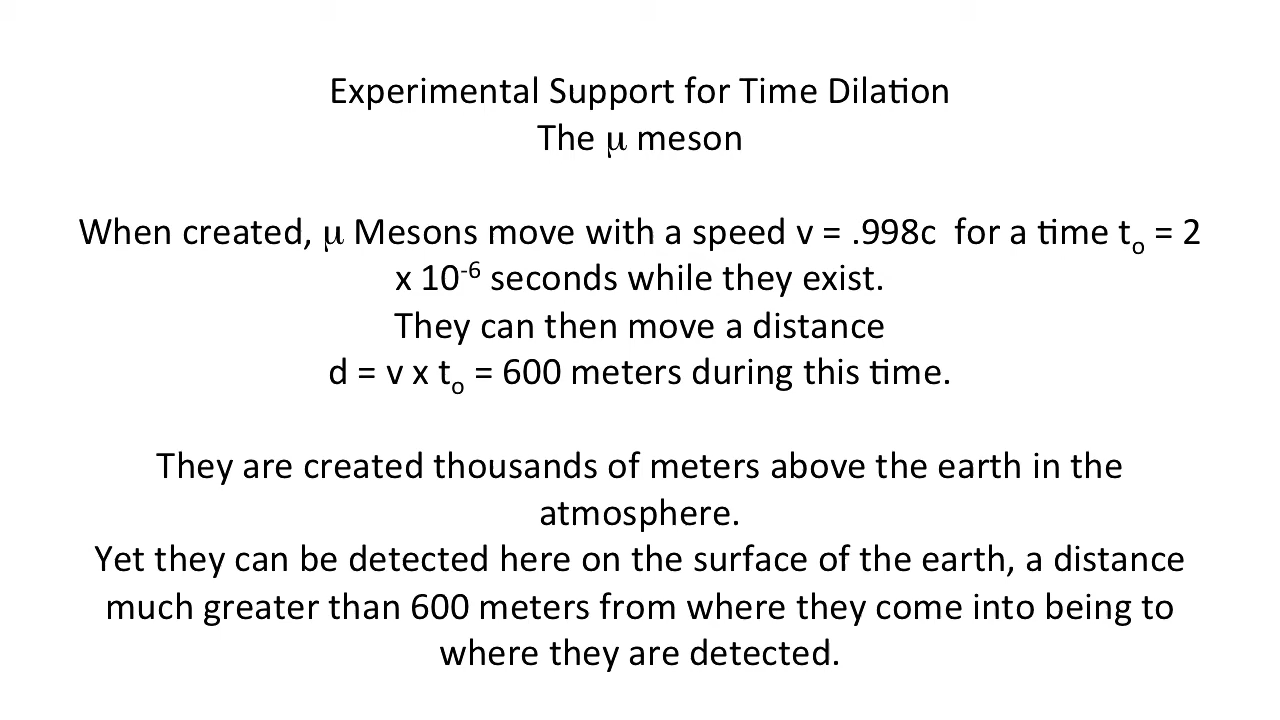 Experimental Support for Time Dilation
The μ meson
When created, μ Mesons move with a speed v = .998c for a time tₒ = 2
x 10⁻⁶ seconds while they exist.
They can then move a distance
d = v x tₒ = 600 meters during this time.
They are created thousands of meters above the earth in the
atmosphere.
Yet they can be detected here on the surface of the earth, a distance
much greater than 600 meters from where they come into being to
where they are detected.